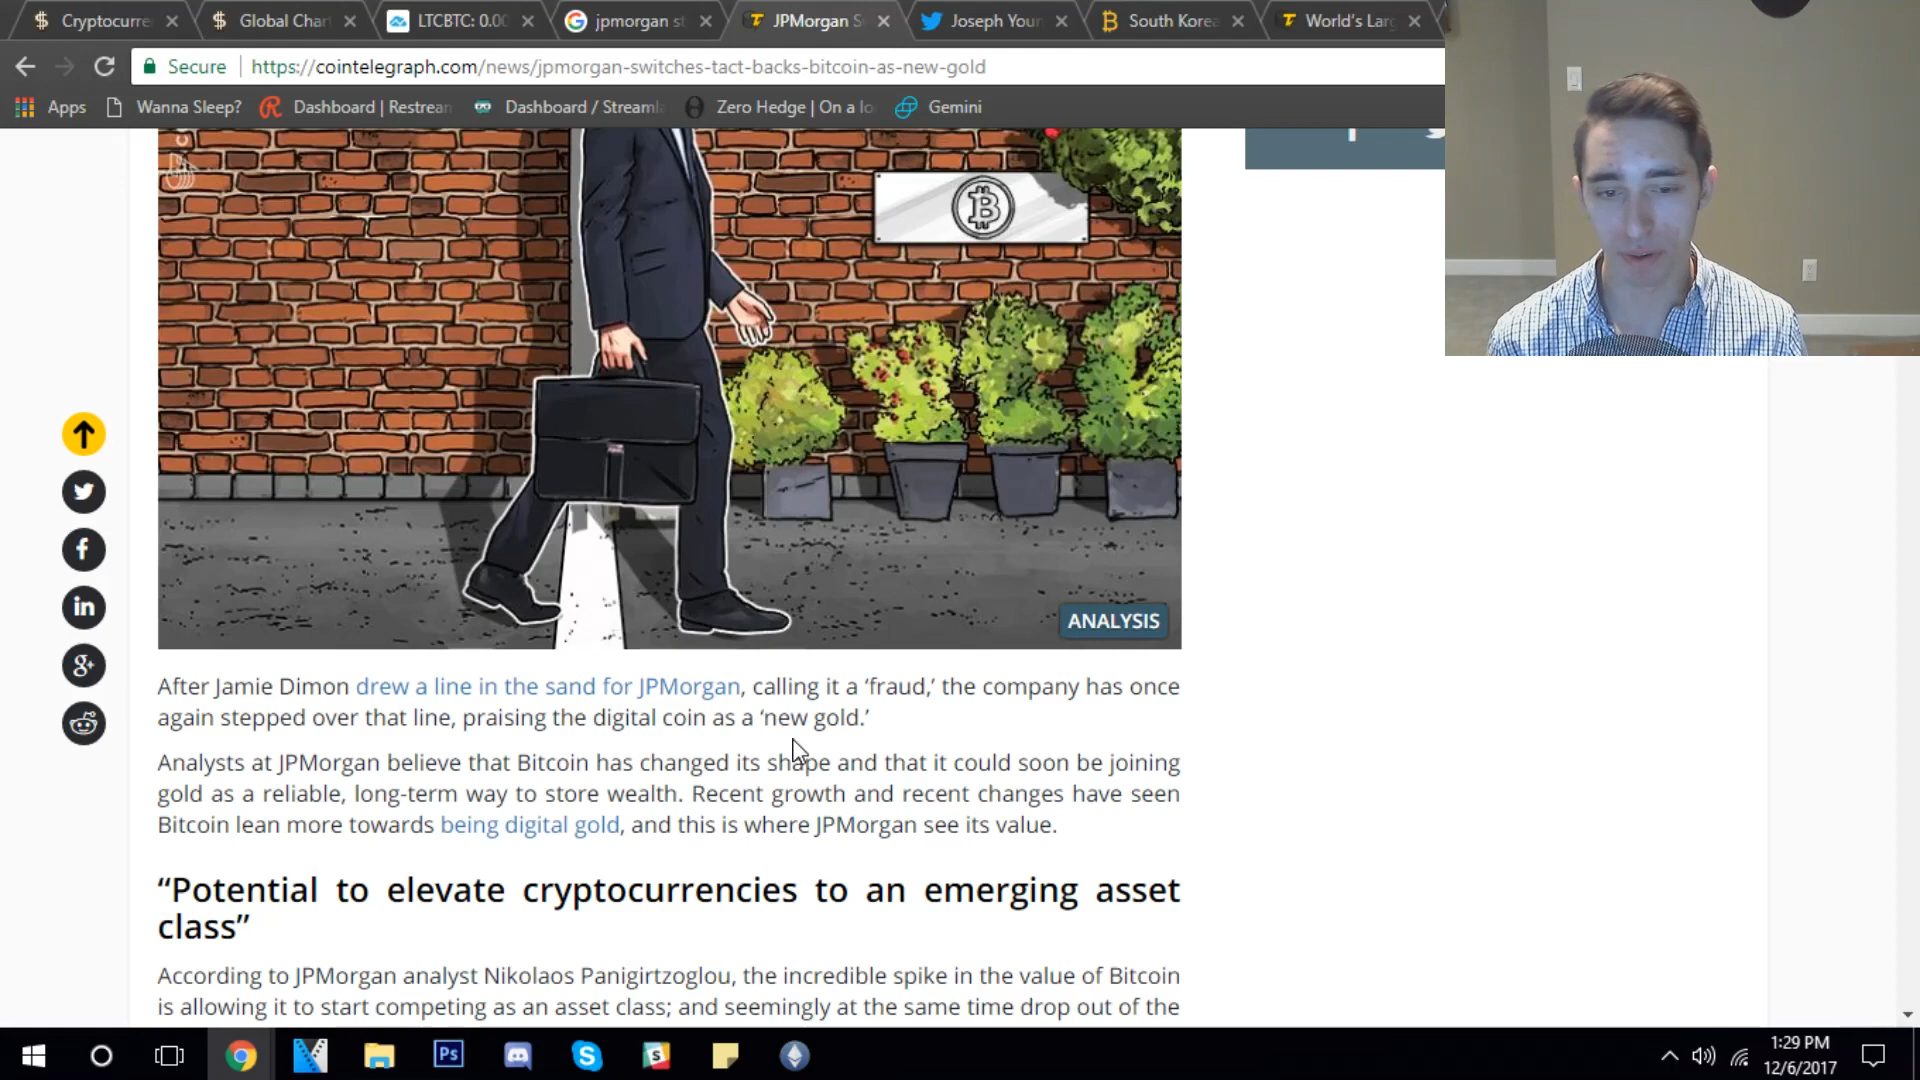 Cryptocurre
Global Char
LTCBTC: 0.00
jpmorgan st
JPMorgan S
Joseph Youn
South Korea
World's Larg
Secure
https://cointelegraph.com/news/jpmorgan-switches-tact-backs-bitcoin-as-new-gold
Apps
Wanna Sleep?
Dashboard | Restrean
Dashboard / Streamla
Zero Hedge | On a lo
Gemini
ANALYSIS
After Jamie Dimon drew a line in the sand for JPMorgan, calling it a ‘fraud,’ the company has once
again stepped over that line, praising the digital coin as a ‘new gold.’
Analysts at JPMorgan believe that Bitcoin has changed its shape and that it could soon be joining
gold as a reliable, long-term way to store wealth. Recent growth and recent changes have seen
Bitcoin lean more towards being digital gold, and this is where JPMorgan see its value.
“Potential to elevate cryptocurrencies to an emerging asset
class”
According to JPMorgan analyst Nikolaos Panigirtzoglou, the incredible spike in the value of Bitcoin
is allowing it to start competing as an asset class; and seemingly at the same time drop out of the
Ps
1:29 PM
12/6/2017